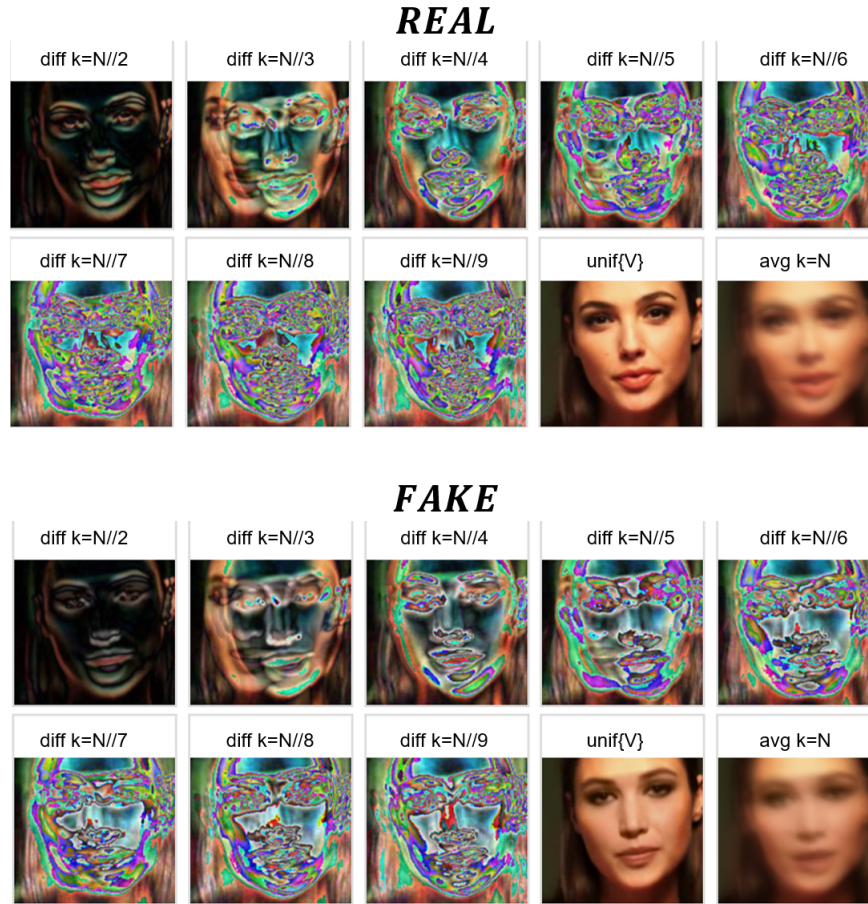 REAL
diff k=N//2 diff k=N//3 diff k=N//4 diff k=N//5 diff k=N//6
diff k=N//7 diff k=N//8 diff k=N//9 unif{V} avg k=N
FAKE
diff k=N//2 diff k=N//3 diff k=N//4 diff k=N//5 diff k=N//6
diff k=N//7 diff k=N//8 diff k=N//9 unif{V} avg k=N